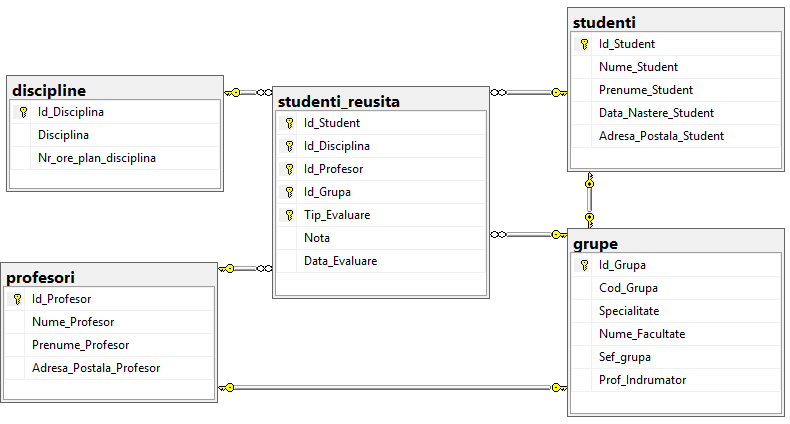 discipline
Id_Disciplina
Disciplina
Nr_ore_plan_disciplina
studenti_reusita
Id_Student
Id_Disciplina
Id_Profesor
Id_Grupa
Tip_Evaluare
Nota
Data_Evaluare
studenti
Id_Student
Nume_Student
Prenume_Student
Data_Nastere_Student
Adresa_Postala_Student
profesori
Id_Profesor
Nume_Profesor
Prenume_Profesor
Adresa_Postala_Profesor
grupe
Id_Grupa
Cod_Grupa
Specialitate
Nume_Facultate
Sef_grupa
Prof_Indrumator